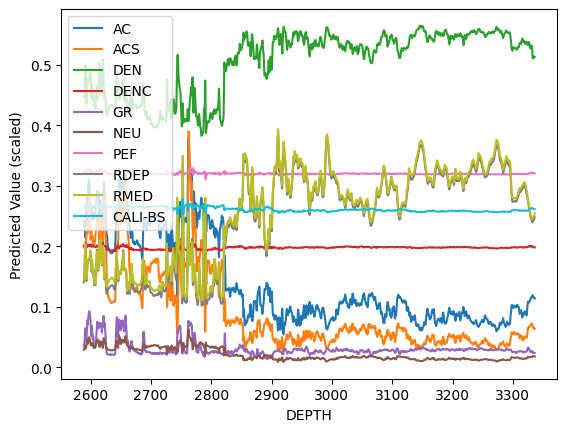 AC
ACS
DEN
DENC
GR
NEU
PEF
RDEP
RMED
CALI-BS
Predicted Value (scaled)
0.5
0.4
0.3
0.2
0.1
0.0
2600 2700 2800 2900 3000 3100 3200 3300
DEPTH